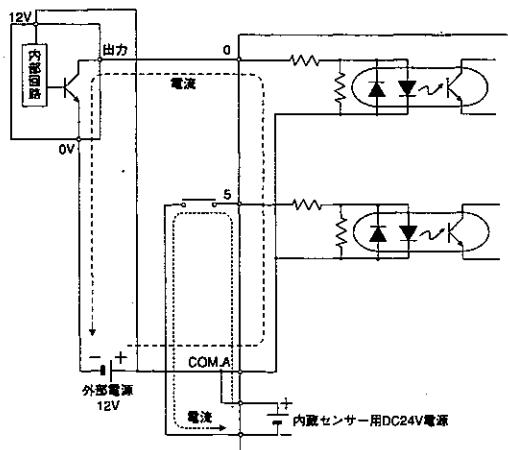 12V
出力
0
内部回路
電流
0V
5
− +
COM.A
外部電源
12V
+
電流
内蔵センサー用DC24V電源
−